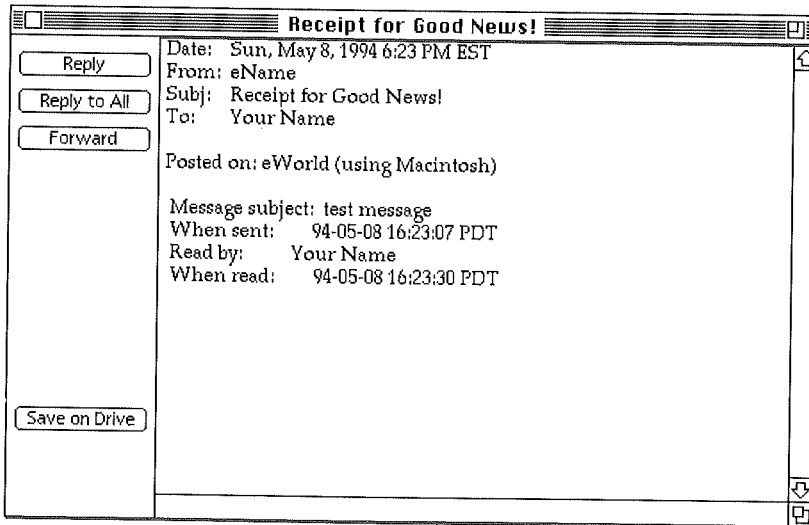 Receipt for Good News!
Reply
Reply to All
Forward
Save on Drive
Date: Sun, May 8, 1994 6:23 PM EST
From: eName
Subj: Receipt for Good News!
To: Your Name
Posted on: eWorld (using Macintosh)
Message subject: test message
When sent: 94-05-08 16:23:07 PDT
Read by: Your Name
When read: 94-05-08 16:23:30 PDT